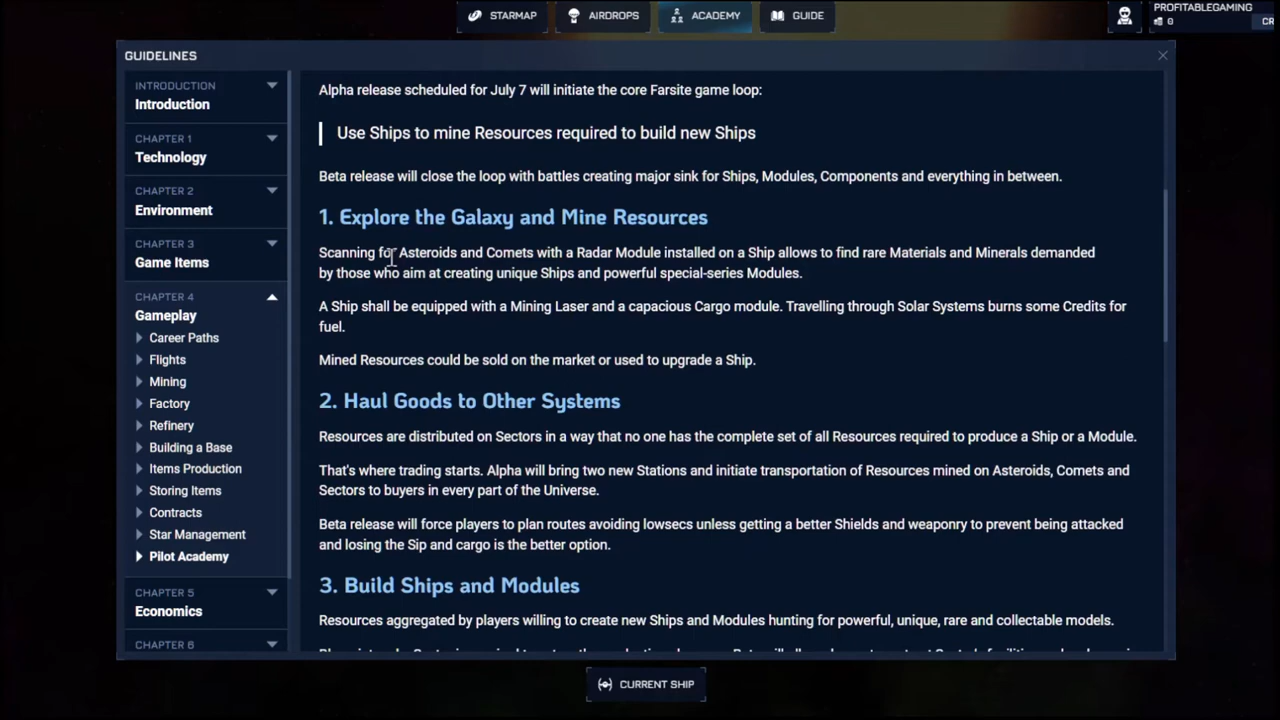 STARMAP
AIRDROPS
ACADEMY
GUIDE
PROFITABLEGAMING
0
CR
GUIDELINES
INTRODUCTION
Introduction
CHAPTER 1
Technology
CHAPTER 2
Environment
CHAPTER 3
Game Items
CHAPTER 4
Gameplay
Career Paths
Flights
Mining
Factory
Refinery
Building a Base
Items Production
Storing Items
Contracts
Star Management
Pilot Academy
CHAPTER 5
Economics
CHAPTER 6
Alpha release scheduled for July 7 will initiate the core Farsite game loop:
Use Ships to mine Resources required to build new Ships
Beta release will close the loop with battles creating major sink for Ships, Modules, Components and everything in between.
1. Explore the Galaxy and Mine Resources
Scanning for Asteroids and Comets with a Radar Module installed on a Ship allows to find rare Materials and Minerals demanded
by those who aim at creating unique Ships and powerful special-series Modules.
A Ship shall be equipped with a Mining Laser and a capacious Cargo module. Travelling through Solar Systems burns some Credits for
fuel.
Mined Resources could be sold on the market or used to upgrade a Ship.
2. Haul Goods to Other Systems
Resources are distributed on Sectors in a way that no one has the complete set of all Resources required to produce a Ship or a Module.
That's where trading starts. Alpha will bring two new Stations and initiate transportation of Resources mined on Asteroids, Comets and
Sectors to buyers in every part of the Universe.
Beta release will force players to plan routes avoiding lowsecs unless getting a better Shields and weaponry to prevent being attacked
and losing the Sip and cargo is the better option.
3. Build Ships and Modules
Resources aggregated by players willing to create new Ships and Modules hunting for powerful, unique, rare and collectable models.
CURRENT SHIP